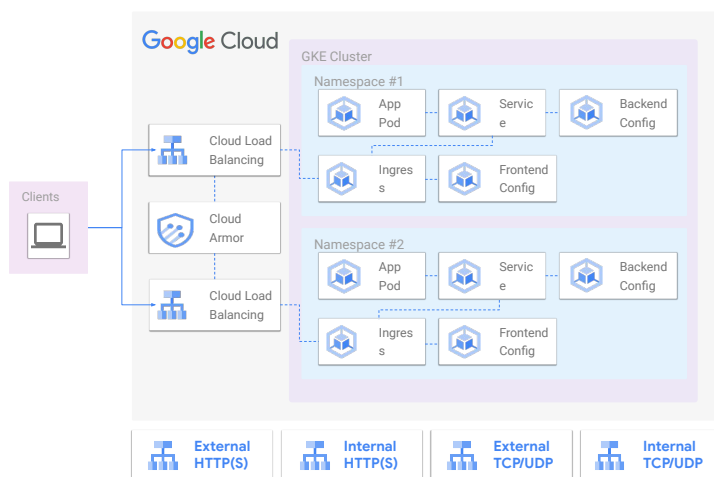 Google Cloud
GKE Cluster
Namespace #1
App
Pod
Servic
e
Backend
Config
Cloud Load
Balancing
Ingres
s
Frontend
Config
Clients
Cloud
Armor
Namespace #2
App
Pod
Servic
e
Backend
Config
Cloud Load
Balancing
Ingres
s
Frontend
Config
External
HTTP(S)
Internal
HTTP(S)
External
TCP/UDP
Internal
TCP/UDP